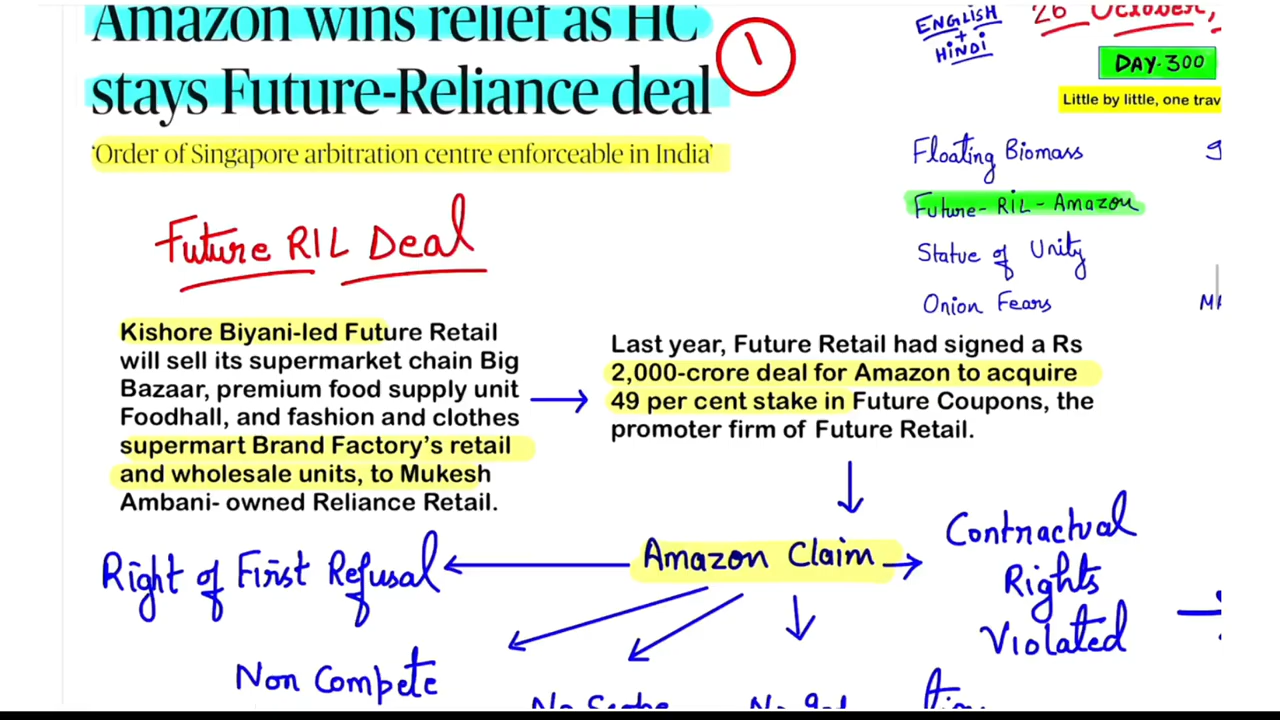 Amazon wins relief as HC
stays Future-Reliance deal
'Order of Singapore arbitration centre enforceable in India'
1
ENGLISH
+
HINDI
26 October,
DAY-300
Little by little, one trav
Floating Biomass
Future-RIL-Amazon
Statue of Unity
Onion Fears
Future RIL Deal
Kishore Biyani-led Future Retail
will sell its supermarket chain Big
Bazaar, premium food supply unit
Foodhall, and fashion and clothes
supermart Brand Factory's retail
and wholesale units, to Mukesh
Ambani- owned Reliance Retail.
Last year, Future Retail had signed a Rs
2,000-crore deal for Amazon to acquire
49 per cent stake in Future Coupons, the
promoter firm of Future Retail.
Amazon Claim
Right of First Refusal
Contractual
Rights
Violated
Non Compete